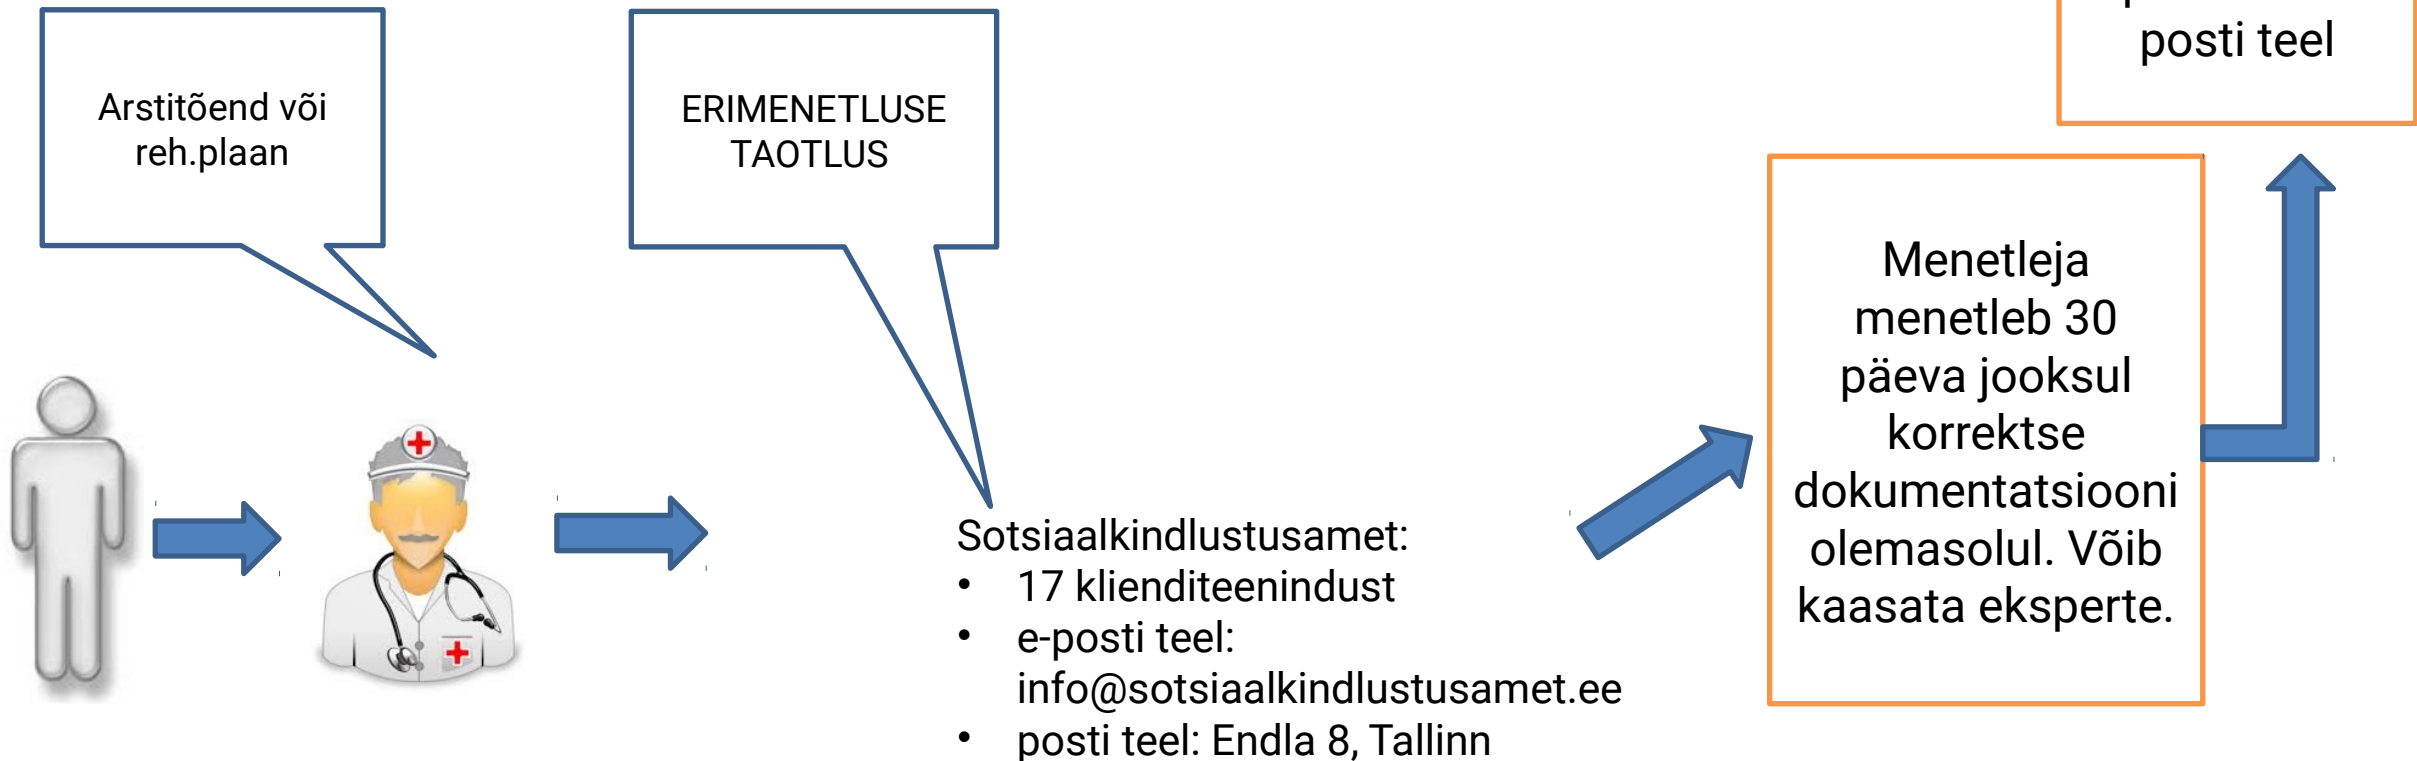 Arstitõend või
reh.plaan
ERIMENETLUSE
TAOTLUS
Sotsiaalkindlustusamet:
• 17 klienditeenindust
• e-posti teel:
info@sotsiaalkindlustusamet.ee
• posti teel: Endla 8, Tallinn
Menetleja
menetleb 30
päeva jooksul
korrektse
dokumentatsiooni
olemasolul. Võib
kaasata eksperte.
posti teel